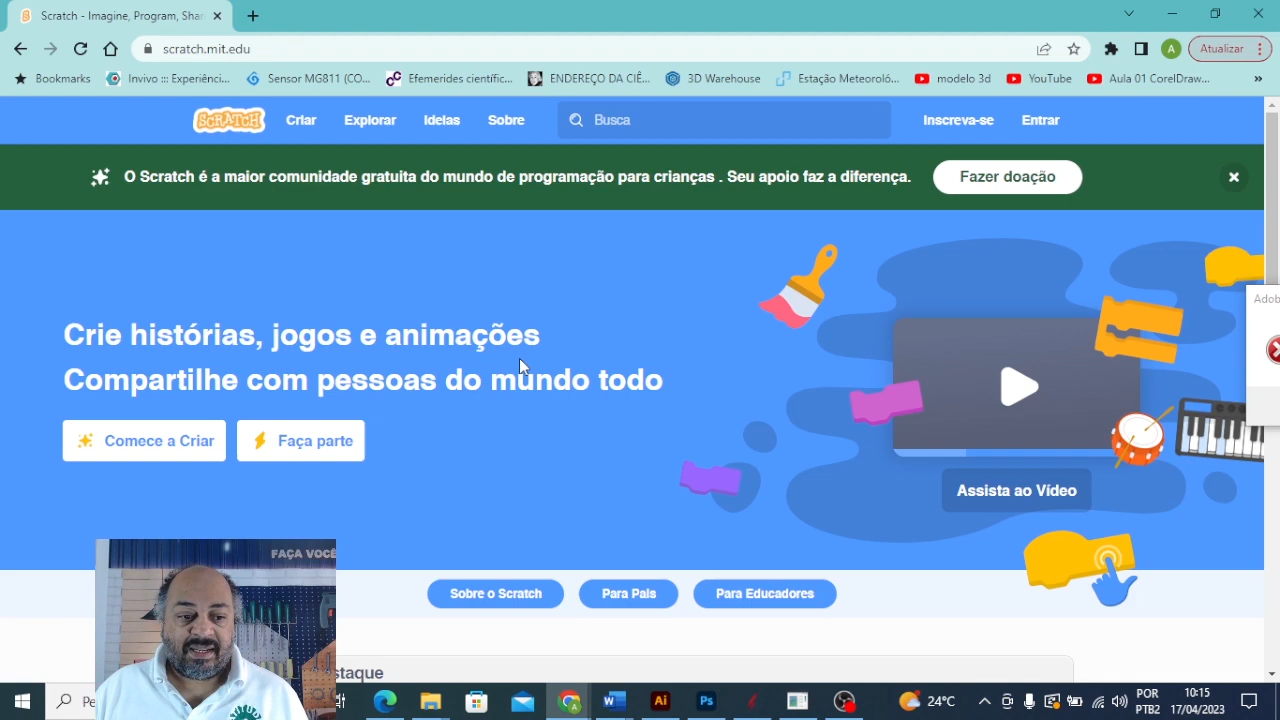 Scratch - Imagine, Program, Shar
scratch.mit.edu
Atualizar
A
Bookmarks
Invivo ::: Experiênci...
Sensor MG811 (CO...
Efemerides científic...
ENDEREÇO DA CIÊ...
3D Warehouse
Estação Meteoroló...
modelo 3d
YouTube
Aula 01 CorelDraw...
»
SCRATCH
Criar
Explorar
Ideias
Sobre
Busca
Inscreva-se
Entrar
O Scratch é a maior comunidade gratuita do mundo de programação para crianças . Seu apoio faz a diferença.
Fazer doação
Adob
Crie histórias, jogos e animações
Compartilhe com pessoas do mundo todo
Comece a Criar
Faça parte
Assista ao Vídeo
FAÇA VOCÊ
Sobre o Scratch
Para Pais
Para Educadores
staque
Pe
Ai
Ps
24°C
POR
PTB2
10:15
17/04/2023